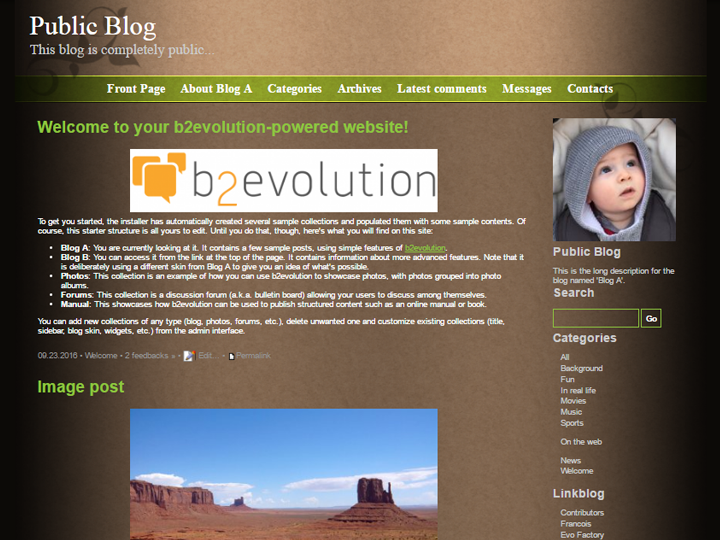 Public Blog
This blog is completely public...
Front Page About Blog A Categories Archives Latest comments Messages Contacts
Welcome to your b2evolution-powered website!
b2evolution
To get you started, the installer has automatically created several sample collections and populated them with some sample contents. Of
course, this starter structure is all yours to edit. Until you do that, though, here's what you will find on this site:
• Blog A: You are currently looking at it. It contains a few sample posts, using simple features of b2evolution.
• Blog B: You can access it from the link at the top of the page. It contains information about more advanced features. Note that it
is deliberately using a different skin from Blog A to give you an idea of what's possible.
• Photos: This collection is an example of how you can use b2evolution to showcase photos, with photos grouped into photo
albums.
• Forums: This collection is a discussion forum (a.k.a. bulletin board) allowing your users to discuss among themselves.
• Manual: This showcases how b2evolution can be used to publish structured content such as an online manual or book.
You can add new collections of any type (blog, photos, forums, etc.), delete unwanted one and customize existing collections (title,
sidebar, blog skin, widgets, etc.) from the admin interface.
09.23.2016 • Welcome • 2 feedbacks » • Edit... • Permalink
Image post
Public Blog
This is the long description for the
blog named 'Blog A'.
Search
Go
Categories
All
Background
Fun
In real life
Movies
Music
Sports
On the web
News
Welcome
Linkblog
Contributors
Francois
Evo Factory